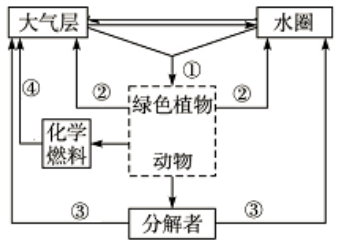 大气层
水圈
①
④
②
绿色植物
②
化学
燃料
动物
③
分解者
③